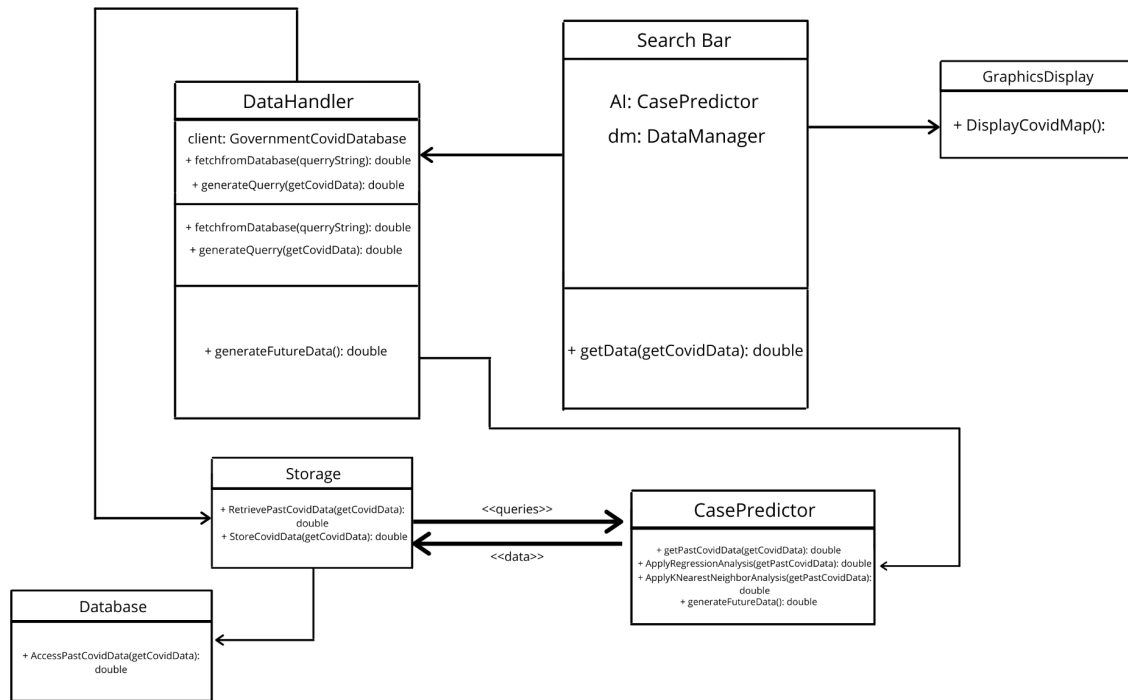 Search Bar
AI: CasePredictor
dm: DataManager
+ getData(getCovidData): double
GraphicsDisplay
+ DisplayCovidMap():
DataHandler
client: GovernmentCovidDatabase
+ fetchfromDatabase(querryString): double
+ generateQuerry(getCovidData): double
+ fetchfromDatabase(querryString): double
+ generateQuerry(getCovidData): double
+ generateFutureData(): double
Storage
+ RetrievePastCovidData(getCovidData):
double
+ StoreCovidData(getCovidData): double
<<queries>>
<<data>>
CasePredictor
+ getPastCovidData(getCovidData): double
+ ApplyRegressionAnalysis(getPastCovidData): double
+ ApplyKNearestNeighborAnalysis(getPastCovidData):
double
+ generateFutureData(): double
Database
+ AccessPastCovidData(getCovidData):
double